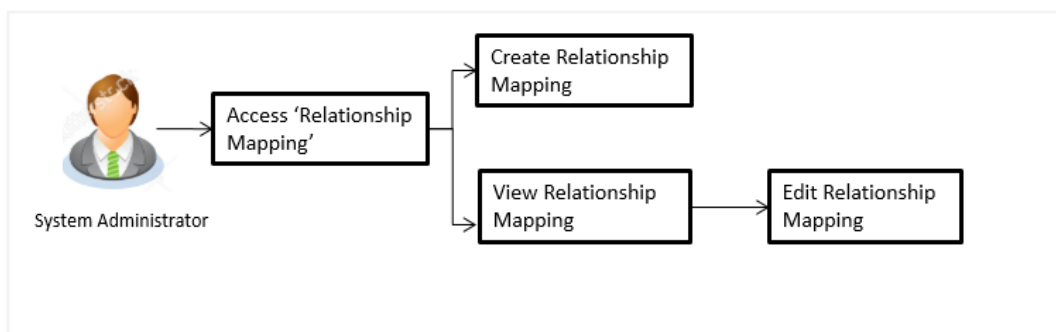 Create Relationship
Mapping
Access ‘Relationship
Mapping’
View Relationship
Mapping
Edit Relationship
Mapping
System Administrator